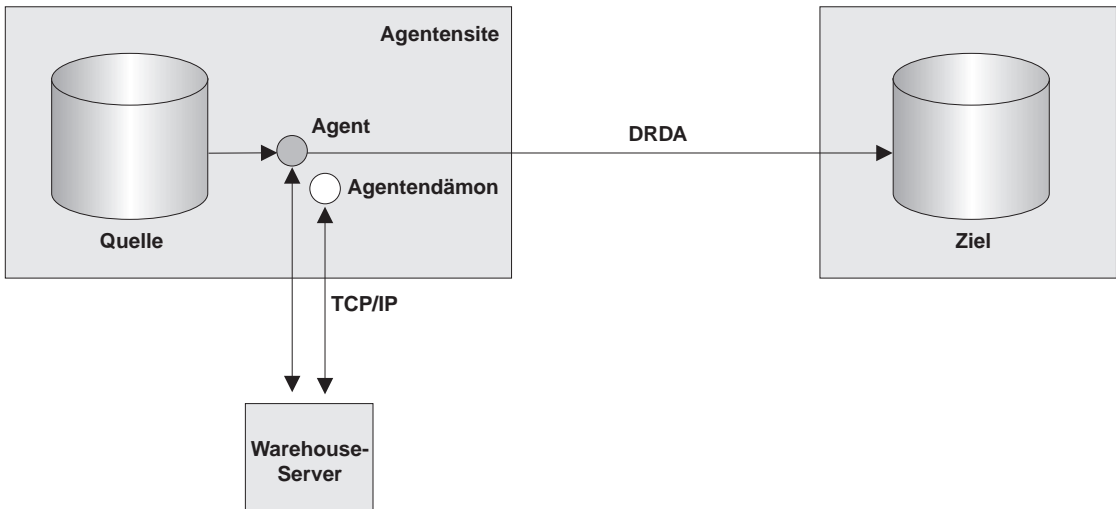 Agentensite
Agent
DRDA
Agentendämon
Quelle
Ziel
TCP/IP
Warehouse-
Server